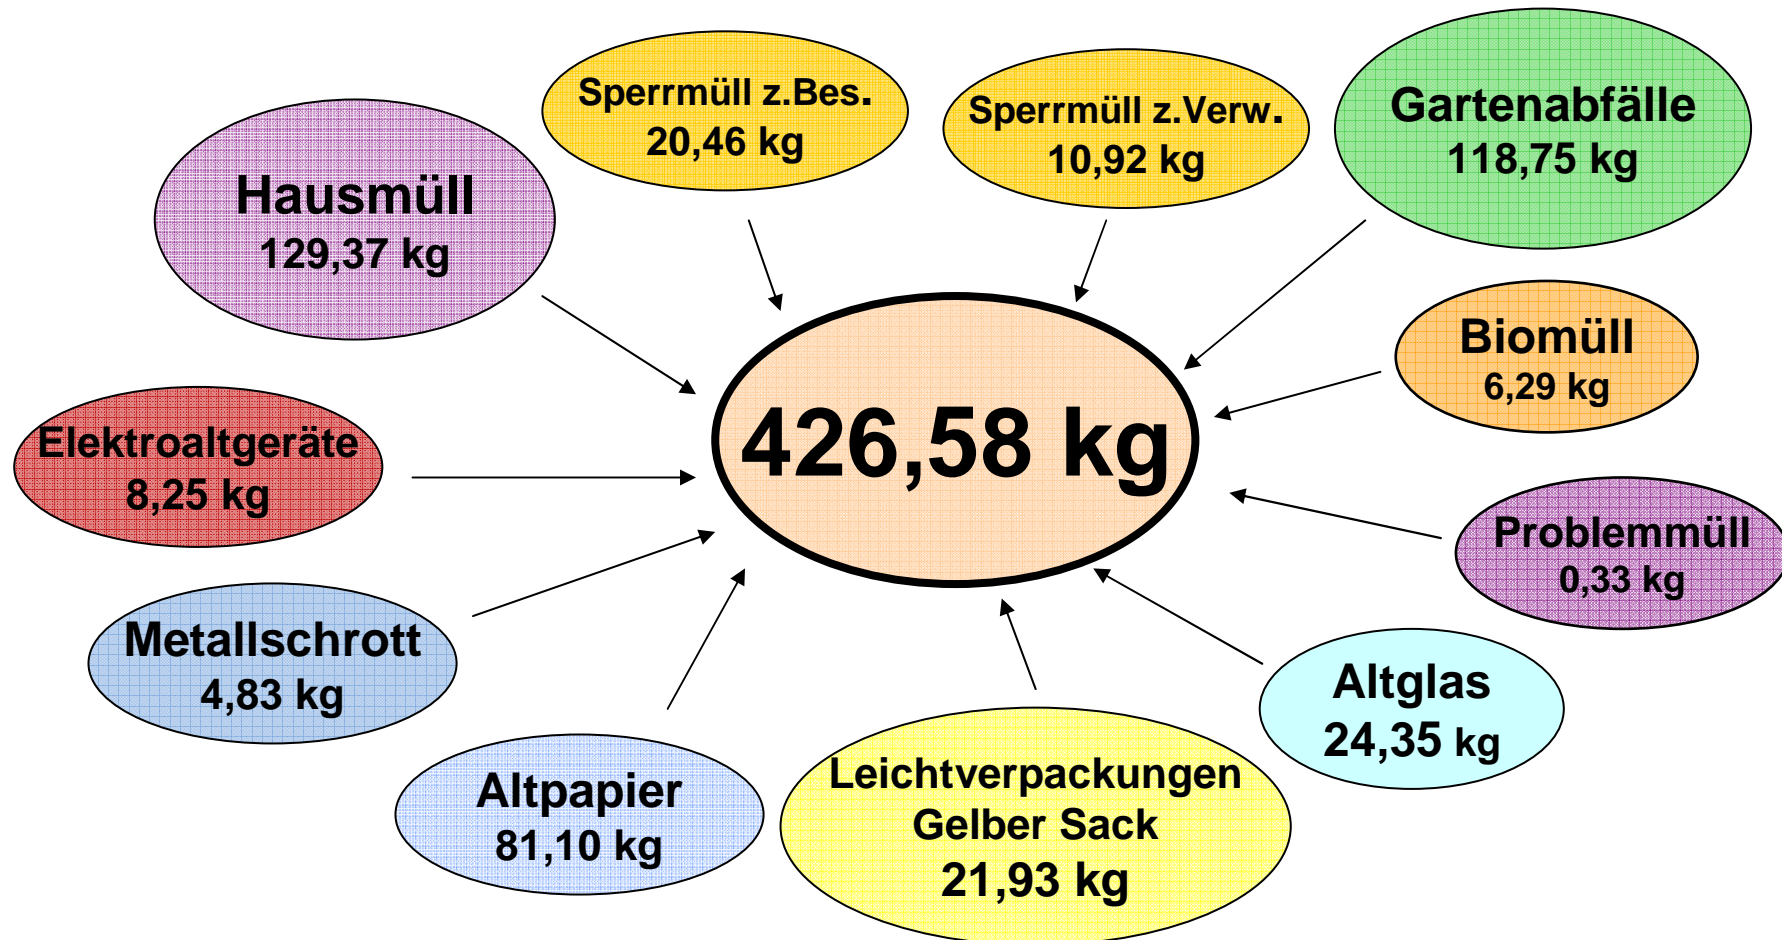 Sperrmüll z.Bes.
20,46 kg
Sperrmüll z.Verw.
10,92 kg
Gartenabfälle
118,75 kg
Hausmüll
129,37 kg
Biomüll
6,29 kg
426,58 kg
Elektroaltgeräte
8,25 kg
Problemmüll
0,33 kg
Metallschrott
4,83 kg
Altglas
24,35 kg
Altpapier
81,10 kg
Leichtverpackungen
Gelber Sack
21,93 kg